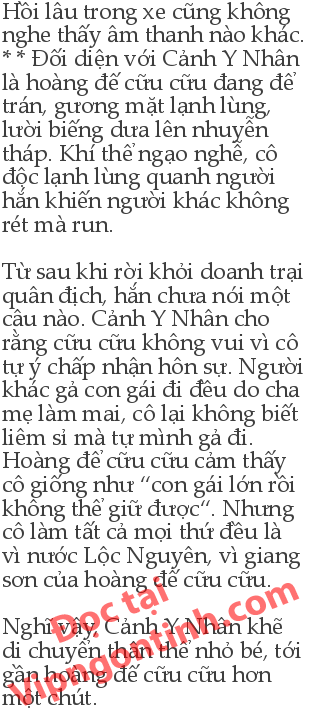 Hồi lâu trong xe cũng không
nghe thấy âm thanh nào khác.
* * Đối diện với Cảnh Y Nhân
là hoàng đế cữu cữu đang để
trán, gương mặt lạnh lùng,
lười biếng dưa lên nhuyễn
tháp. Khí thể ngạo nghễ, cô
độc lạnh lùng quanh người
hắn khiến người khác không
rét mà run.
Từ sau khi rời khỏi doanh trại
quân địch, hắn chưa nói một
câu nào. Cảnh Y Nhân cho
rằng cữu cữu không vui vì cô
tự ý chấp nhận hôn sự. Người
khác gả con gái đi đều do cha
mẹ làm mai, cô lại không biết
liêm sỉ mà tự mình gả đi.
Hoàng để cữu cữu cảm thấy
cô giống như “con gái lớn rồi
không thể giữ được“. Nhưng
cô làm tất cả mọi thứ đều là
vì nước Lộc Nguyên, vì giang
sơn của hoàng đế cữu cữu.
Nghĩ vậy, Cảnh Y Nhân khẽ
di chuyển thân thể nhỏ bé, tới
gần hoàng đế cữu cữu hơn
một chút.
Đọc tại
Vipngontinh.com